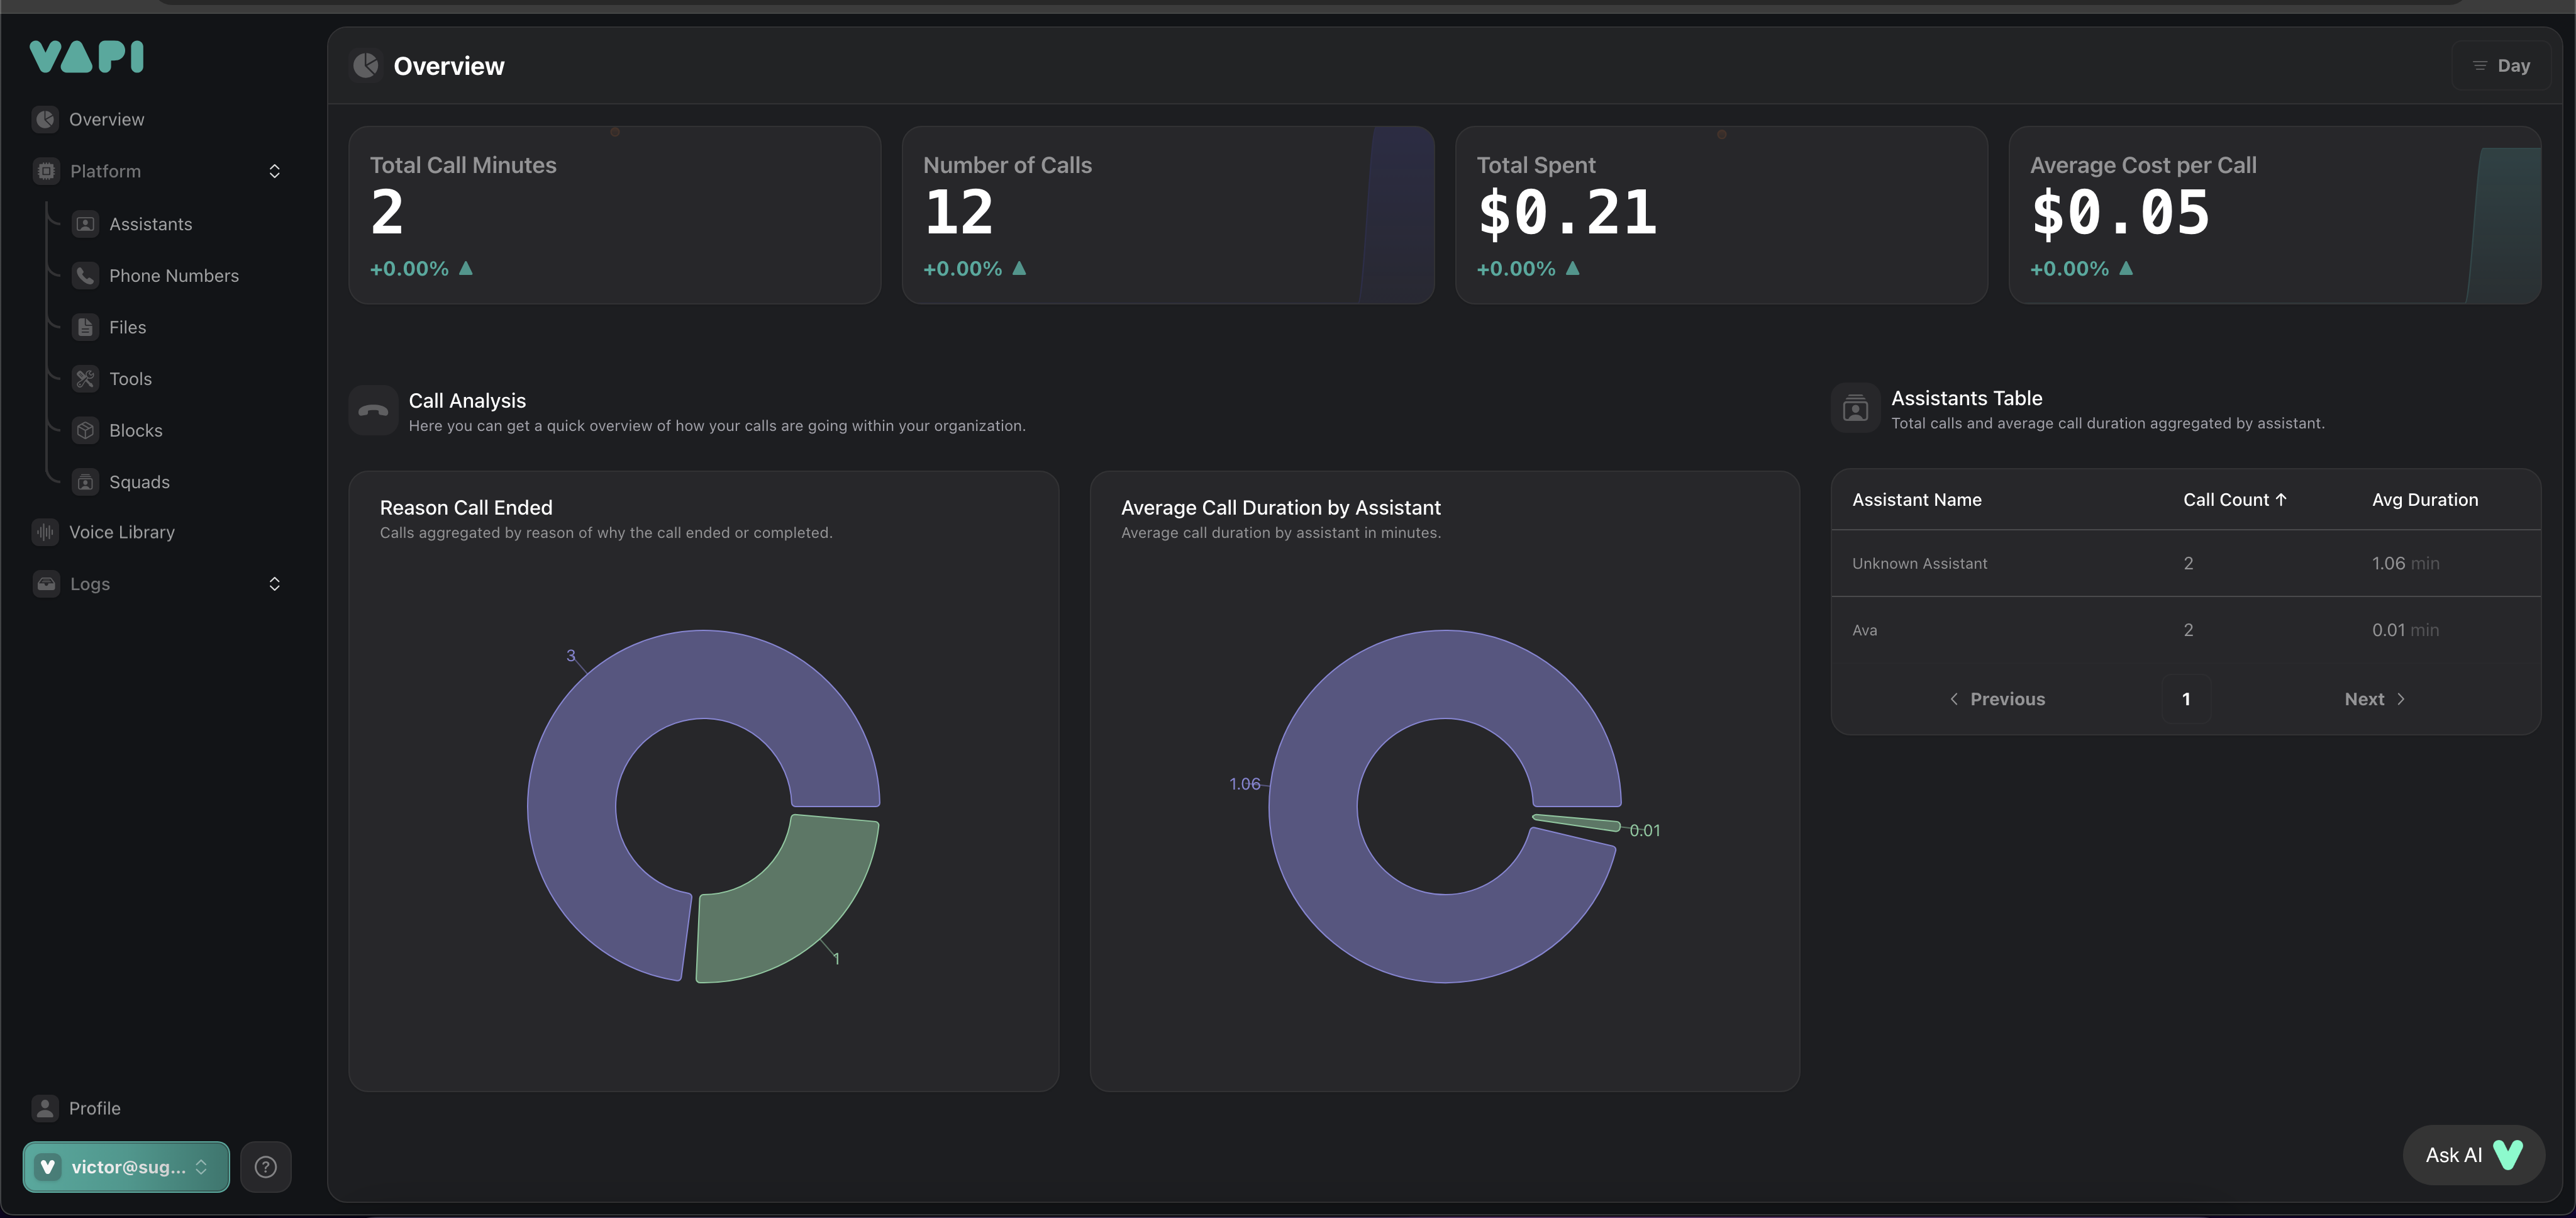 VAPI
Overview
Platform
Assistants
Phone Numbers
Files
Tools
Blocks
Squads
Voice Library
Logs
Profile
victor@sug...
?
Overview
Day
Total Call Minutes
2
+0.00% ▲
Number of Calls
12
+0.00% ▲
Total Spent
$0.21
+0.00% ▲
Average Cost per Call
$0.05
+0.00% ▲
Call Analysis
Here you can get a quick overview of how your calls are going within your organization.
Reason Call Ended
Calls aggregated by reason of why the call ended or completed.
3
1
Average Call Duration by Assistant
Average call duration by assistant in minutes.
1.06
0.01
Assistants Table
Total calls and average call duration aggregated by assistant.
Assistant Name Call Count ↑ Avg Duration
Unknown Assistant 2 1.06 min
Ava 2 0.01 min
Previous 1 Next
Ask AI